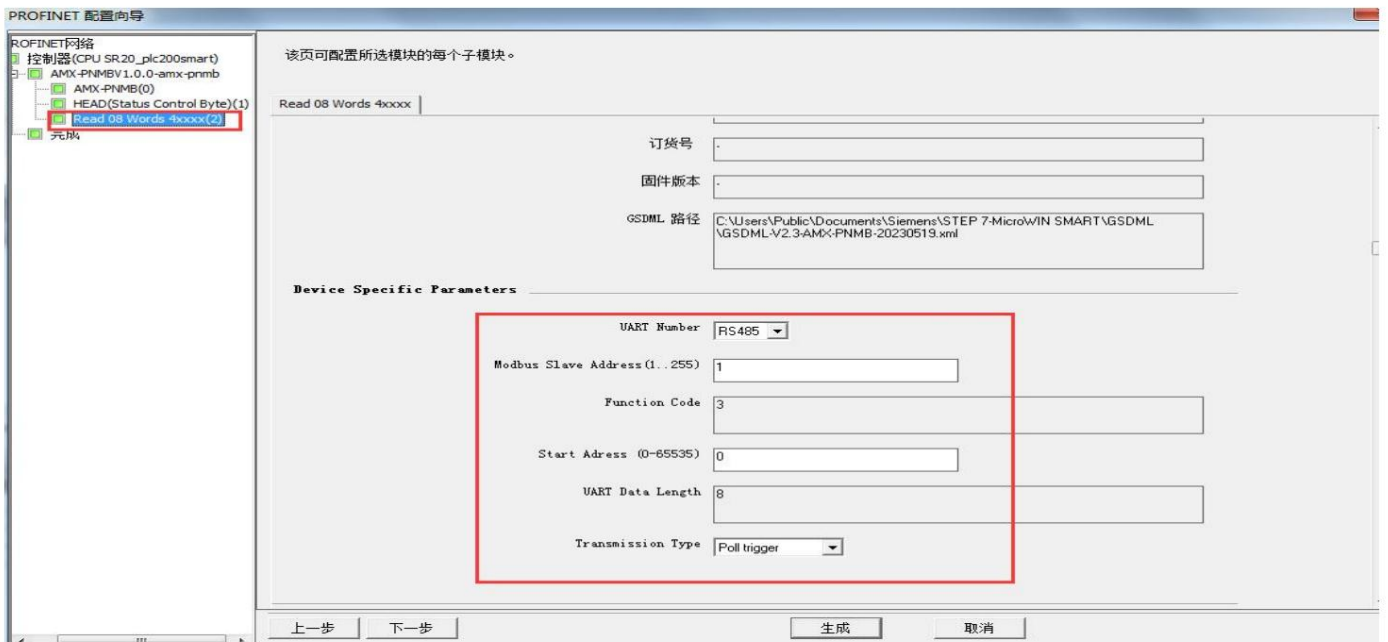 PROFINET 配置向导
ROFINET网络
控制器(CPU SR20_plc200smart)
AMX-PNMBV1.0.0-amx-pnmb
AMX-PNMB(0)
HEAD(Status Control Byte)(1)
Read 08 Words 4xxxx(2)
完成
该页可配置所选模块的每个子模块。
Read 08 Words 4xxxx
订货号 -
固件版本 -
GSDML 路径 C:\Users\Public\Documents\Siemens\STEP 7-MicroWIN SMART\GSDML
\GSDML-V2.3-AMX-PNMB-20230519.xml
Device Specific Parameters
UART Number RS485
Modbus Slave Address(1..255) 1
Function Code 3
Start Adress (0-65535) 0
UART Data Length 8
Transmission Type Poll trigger
上一步 下一步 生成 取消